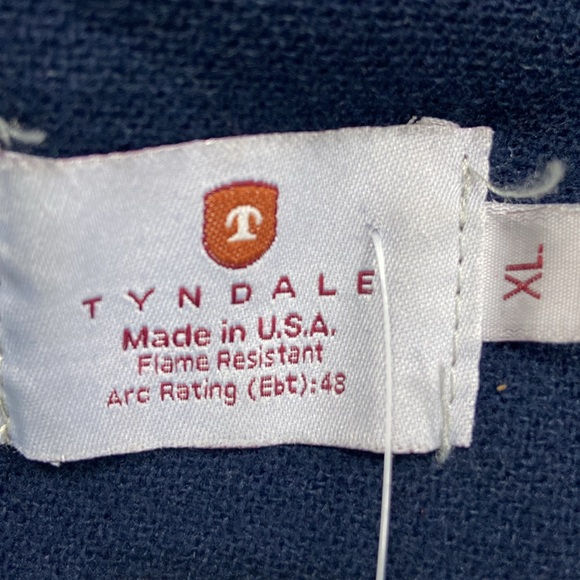 T
TYNDALE
Made in U.S.A.
Flame Resistant
Arc Rating (Ebt):48
XL